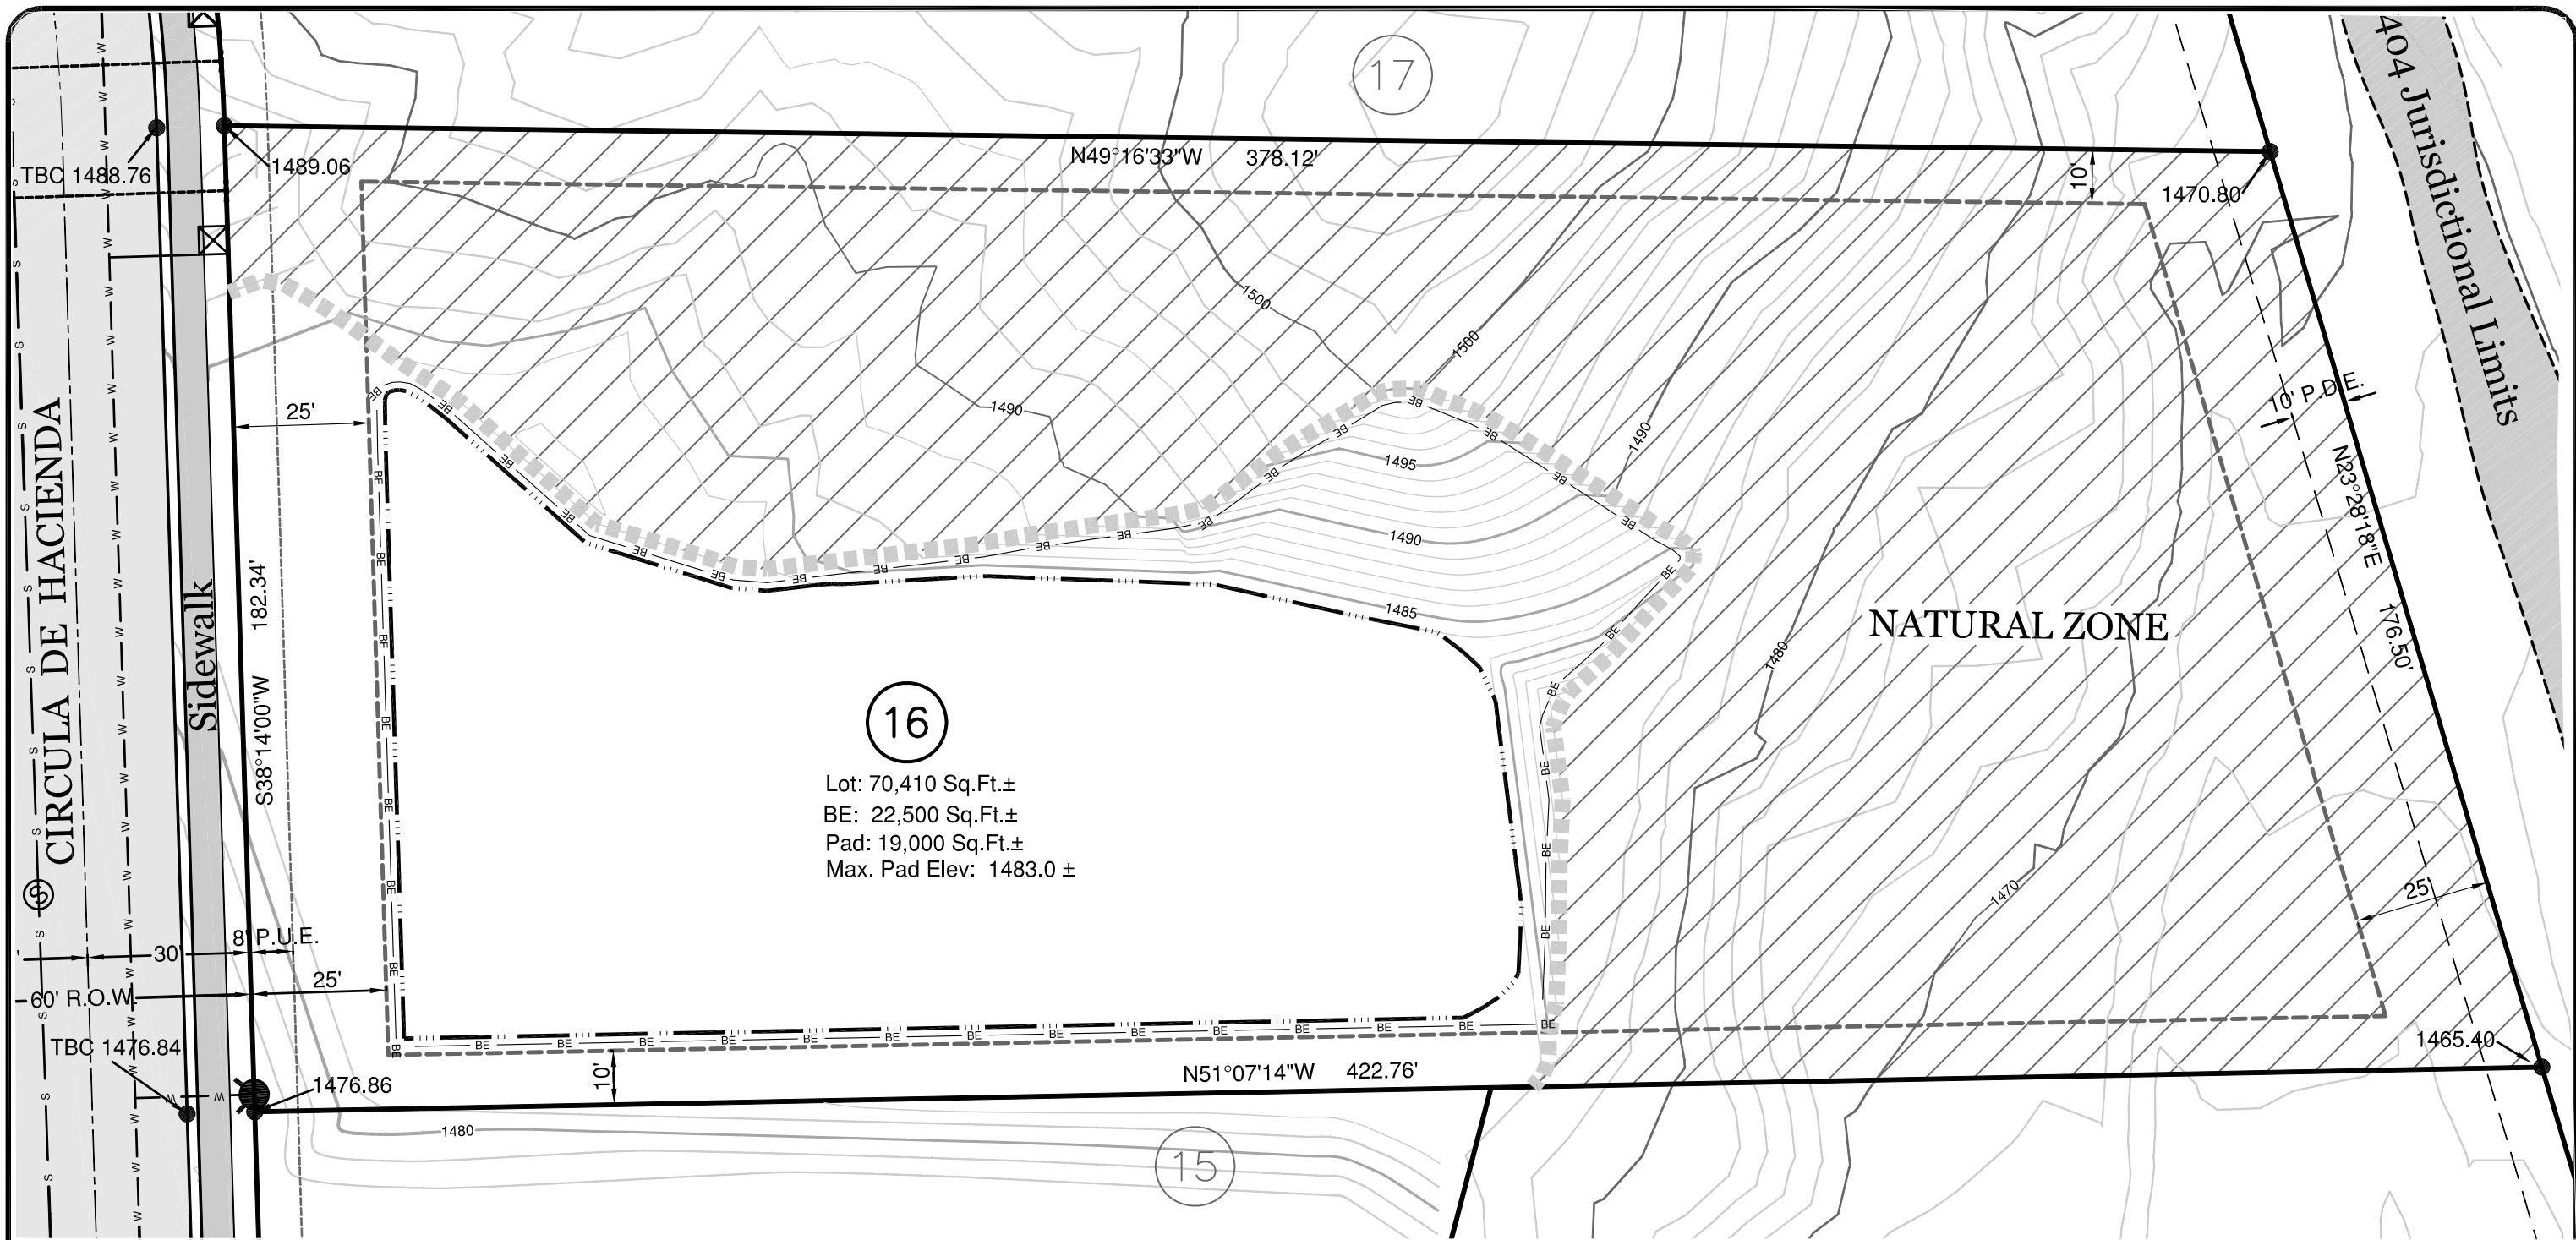 17
404 Jurisdictional Limits
TBC 1488.76
1489.06
N49°16'33"W 378.12'
10'
1470.80
1500
1500
1490
1490
1495
1490
1485
10' P.D.E.
N23°28'18"E 176.50'
25'
CIRCULA DE HACIENDA
Sidewalk
S38°14'00"W 182.34'
NATURAL ZONE
1480
1470
16
Lot: 70,410 Sq.Ft.±
BE: 22,500 Sq.Ft.±
Pad: 19,000 Sq.Ft.±
Max. Pad Elev: 1483.0 ±
25'
8' P.U.E.
30'
25'
60' R.O.W.
TBC 1476.84
1476.86
10'
N51°07'14"W 422.76'
1465.40
1480
15